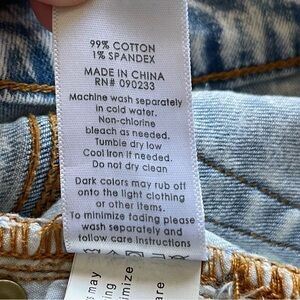 99% COTTON
1% SPANDEX
MADE IN CHINA
RN# 090233
Machine wash separately
in cold water.
Non-chlorine
bleach as needed.
Tumble dry low
Cool iron if needed.
Do not dry clean
Dark colors may rub off
onto the light clothing
or other items.
To minimize fading please
wash separately and
follow care instructions
may